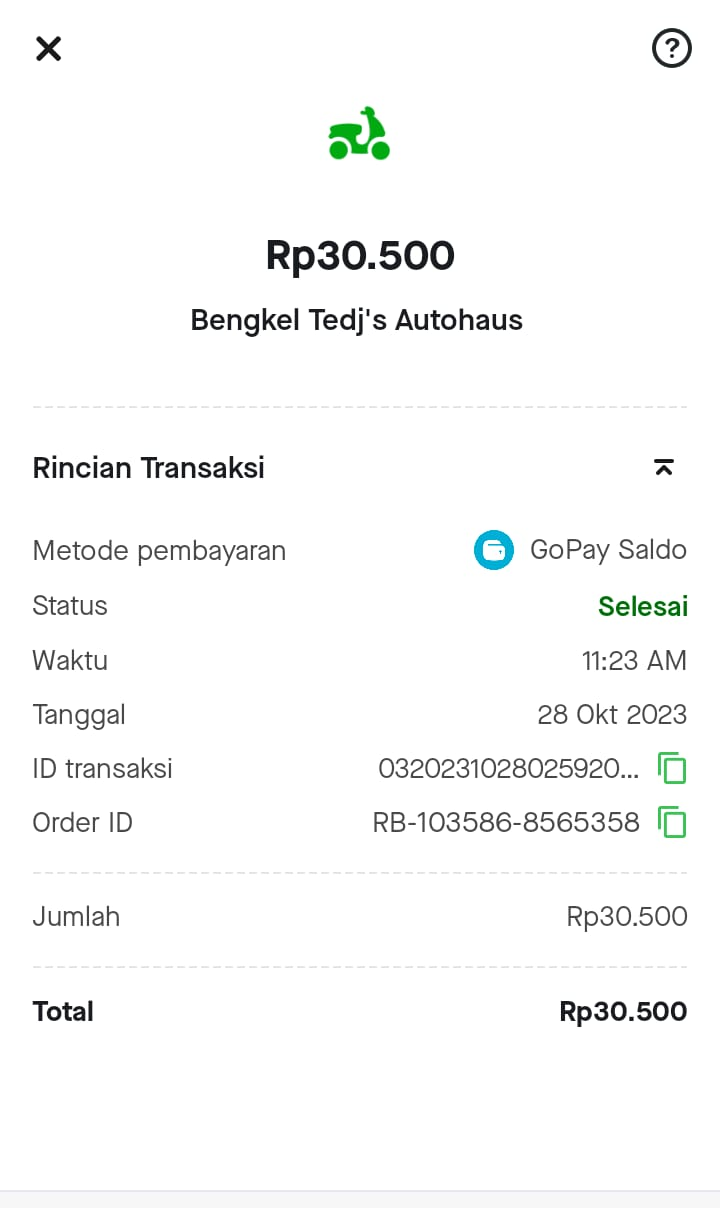 Rp30.500
Bengkel Tedj's Autohaus
Rincian Transaksi
Metode pembayaran GoPay Saldo
Status Selesai
Waktu 11:23 AM
Tanggal 28 Okt 2023
ID transaksi 0320231028025920...
Order ID RB-103586-8565358
Jumlah Rp30.500
Total Rp30.500